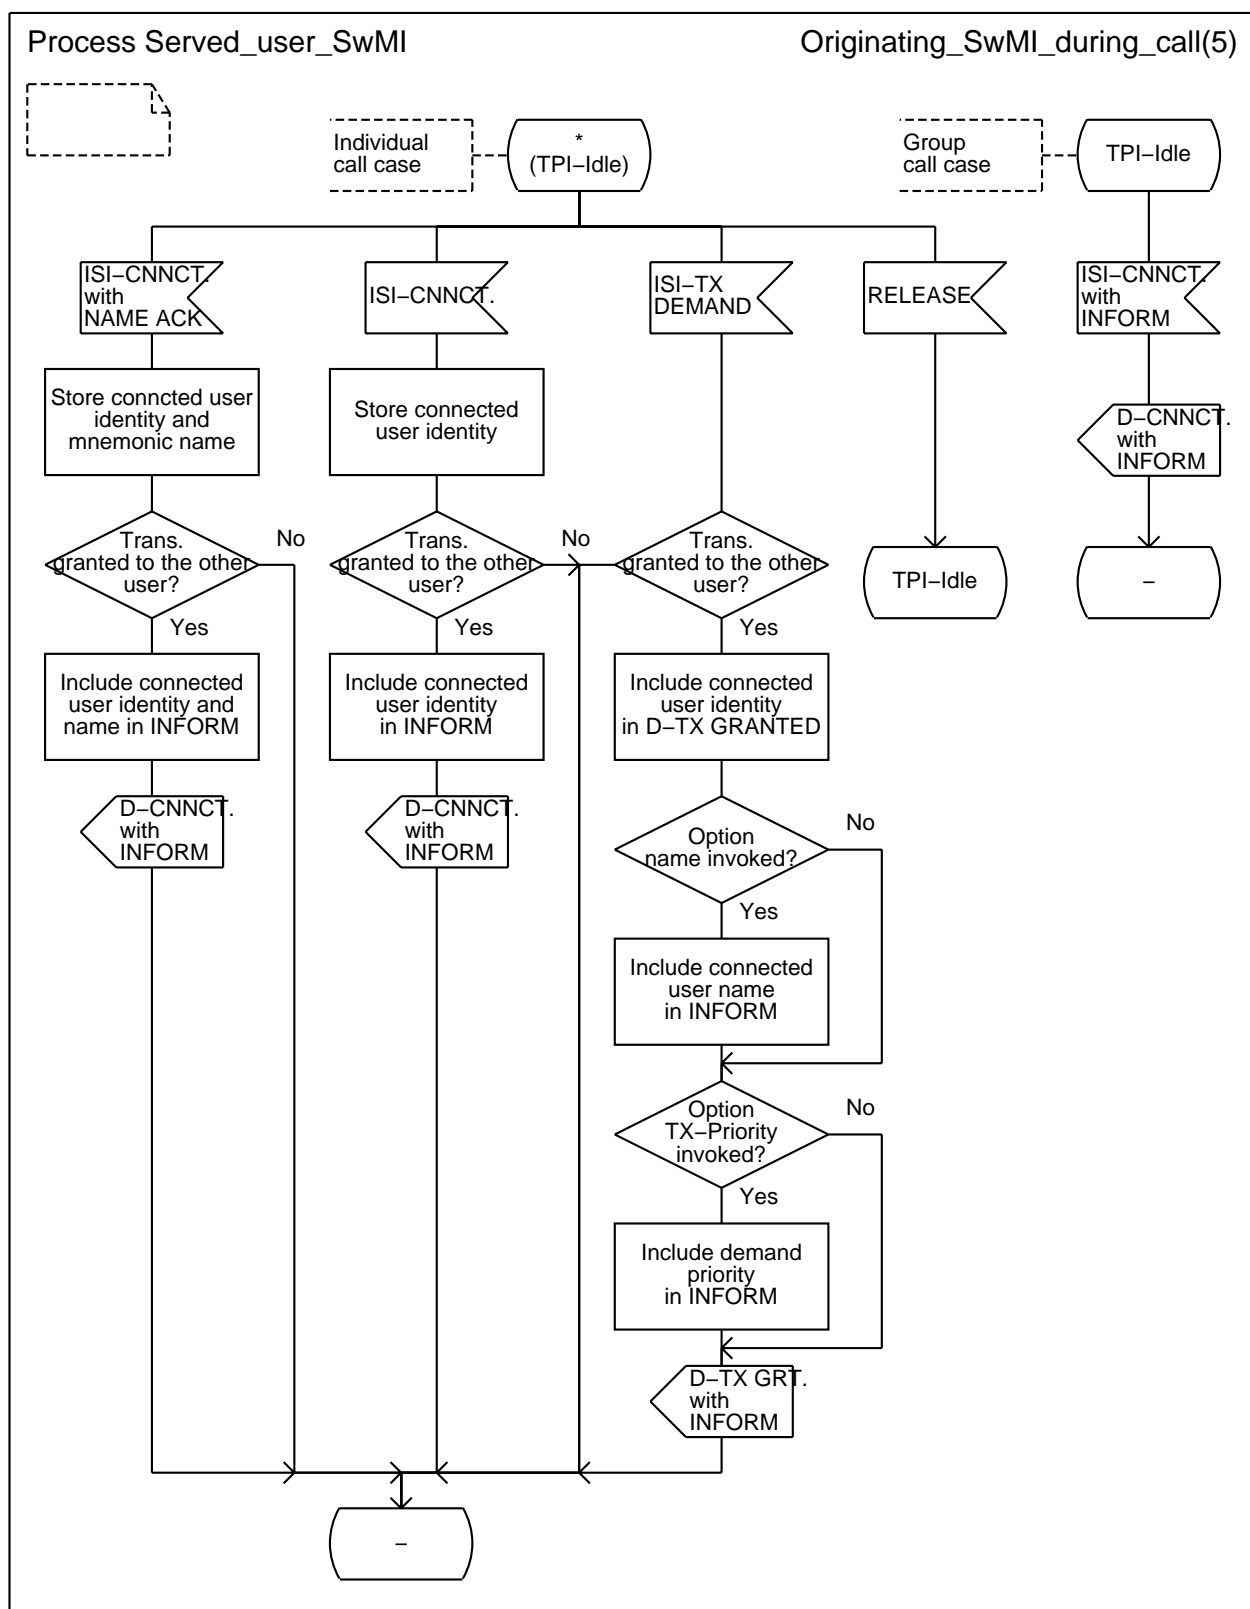 Process Served_user_SwMI
Originating_SwMI_during_call(5)
Individual
call case
*
(TPI−Idle)
Group
call case
TPI−Idle
ISI−CNNCT.
with
NAME ACK
ISI−CNNCT.
ISI−TX
DEMAND
RELEASE
ISI−CNNCT.
with
INFORM
Store conncted user
identity and
mnemonic name
Store connected
user identity
D−CNNCT.
with
INFORM
Trans.
granted to the other
user?
No
Yes
Trans.
granted to the other
user?
No
Yes
Trans.
granted to the other
user?
Yes
TPI−Idle
−
Include connected
user identity and
name in INFORM
Include connected
user identity
in INFORM
Include connected
user identity
in D−TX GRANTED
D−CNNCT.
with
INFORM
D−CNNCT.
with
INFORM
Option
name invoked?
No
Yes
Include connected
user name
in INFORM
Option
TX−Priority
invoked?
No
Yes
Include demand
priority
in INFORM
D−TX GRT.
with
INFORM
−